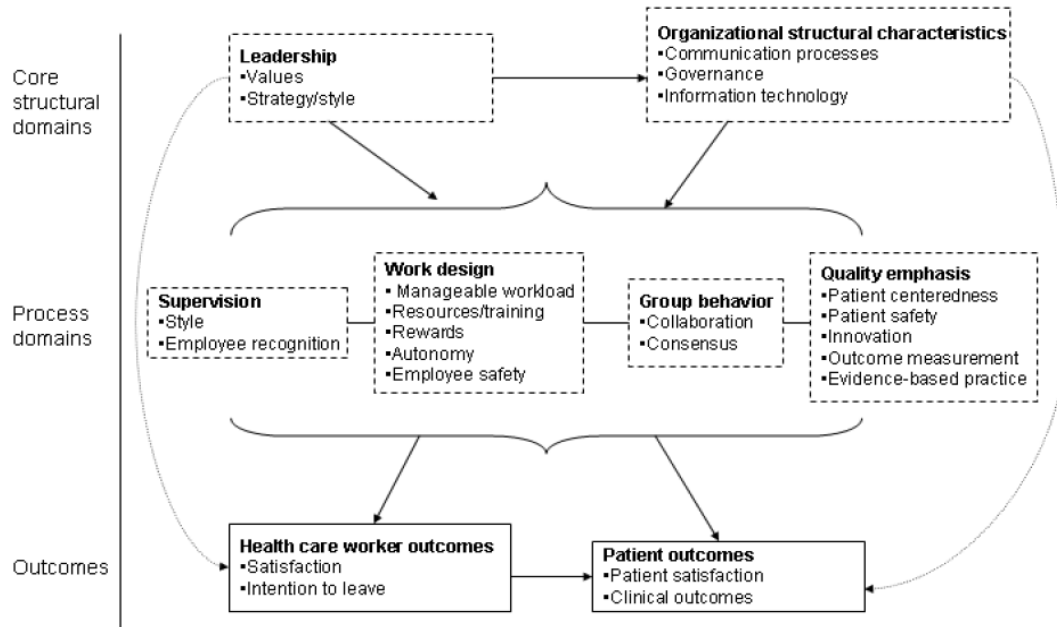 Core
structural
domains
Leadership
▪Values
▪Strategy/style
Organizational structural characteristics
▪Communication processes
▪Governance
▪Information technology
Process
domains
Supervision
▪Style
▪Employee recognition
Work design
▪ Manageable workload
▪Resources/training
▪Rewards
▪Autonomy
▪Employee safety
Group behavior
▪Collaboration
▪Consensus
Quality emphasis
▪Patient centeredness
▪Patient safety
▪Innovation
▪Outcome measurement
▪Evidence-based practice
Outcomes
Health care worker outcomes
▪Satisfaction
▪Intention to leave
Patient outcomes
▪Patient satisfaction
▪Clinical outcomes